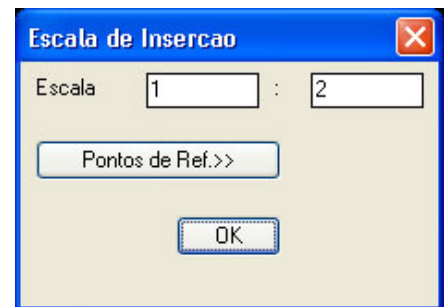 Escala de Insercao
Escala 1 : 2
Pontos de Ref.>>
OK